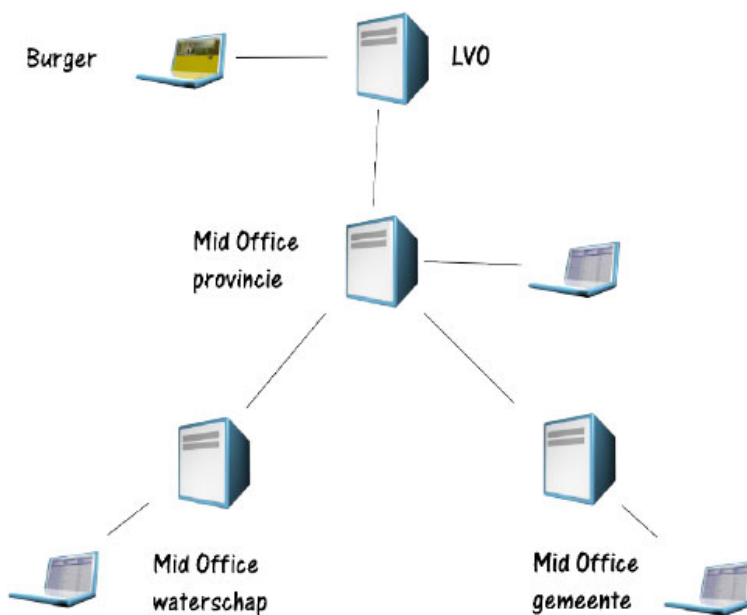 Burger
LVO
Mid Office
provincie
Mid Office
waterschap
Mid Office
gemeente